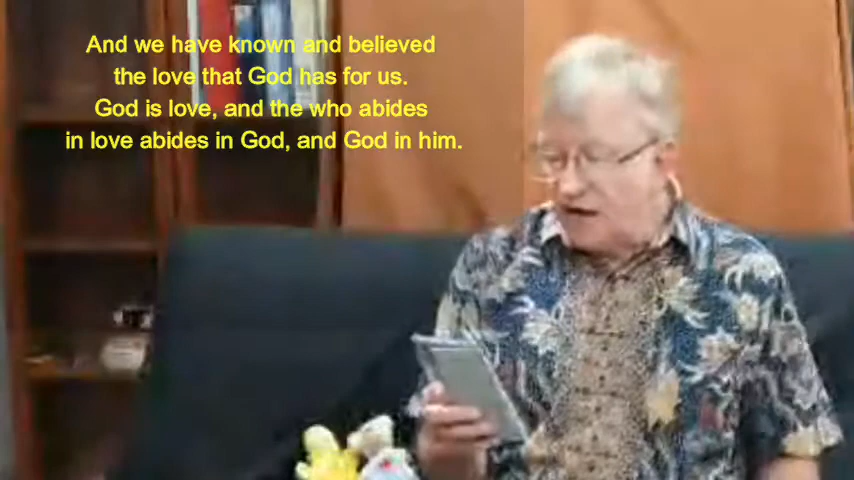 And we have known and believed
the love that God has for us.
God is love, and the who abides
in love abides in God, and God in him.